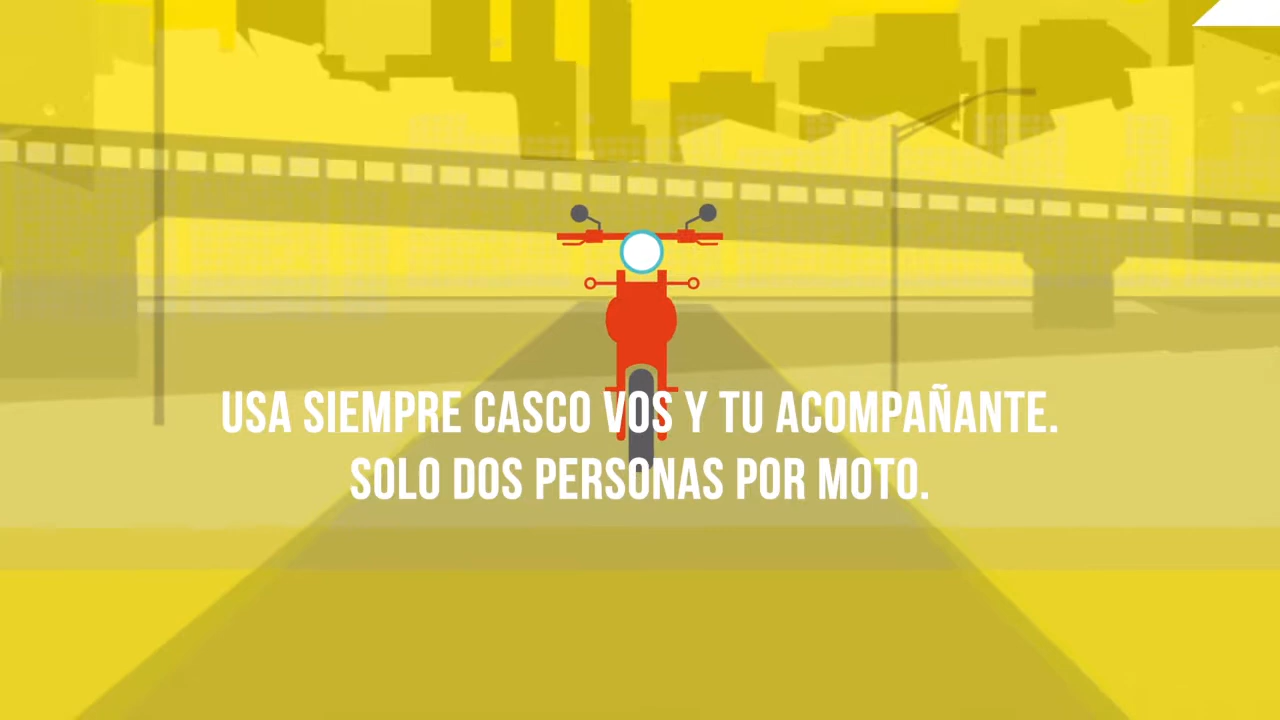 USA SIEMPRE CASCO VOS Y TU ACOMPAÑANTE.
SOLO DOS PERSONAS POR MOTO.